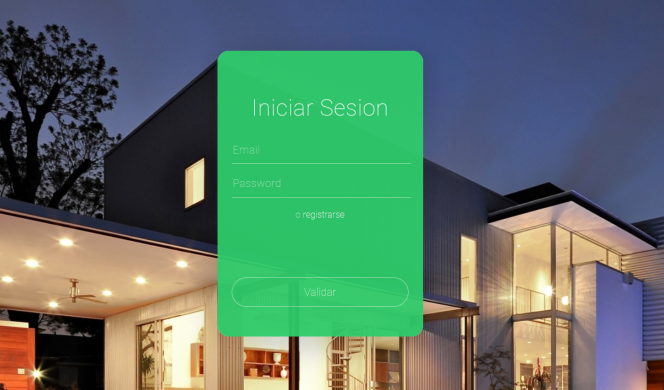 Iniciar Sesion
Email
Password
o registrarse
Validar